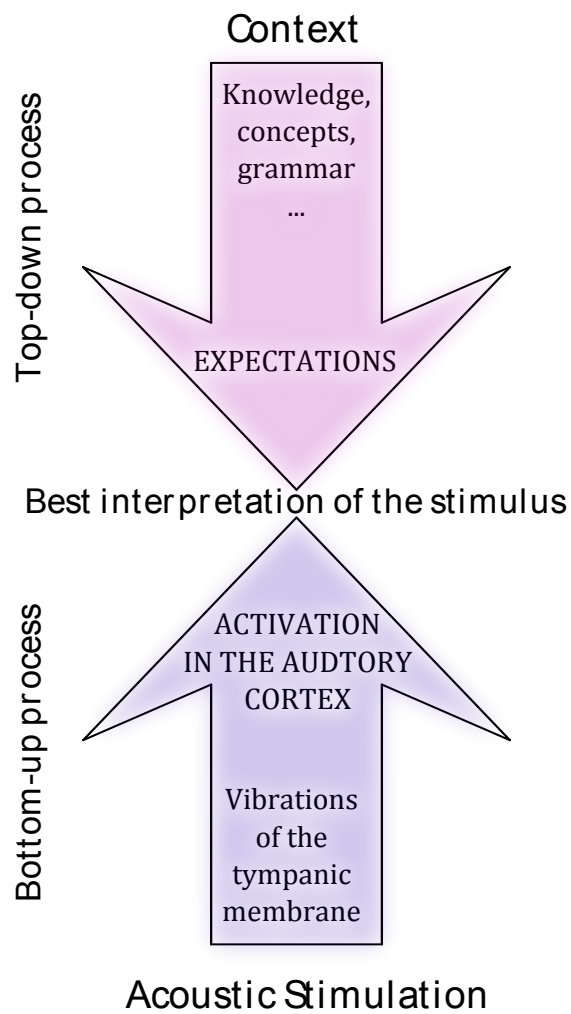 Context
Top-down process
Knowledge,
concepts,
grammar
...
EXPECTATIONS
Best interpretation of the stimulus
Bottom-up process
ACTIVATION
IN THE AUDTORY
CORTEX
Vibrations
of the
tympanic
membrane
Acoustic Stimulation